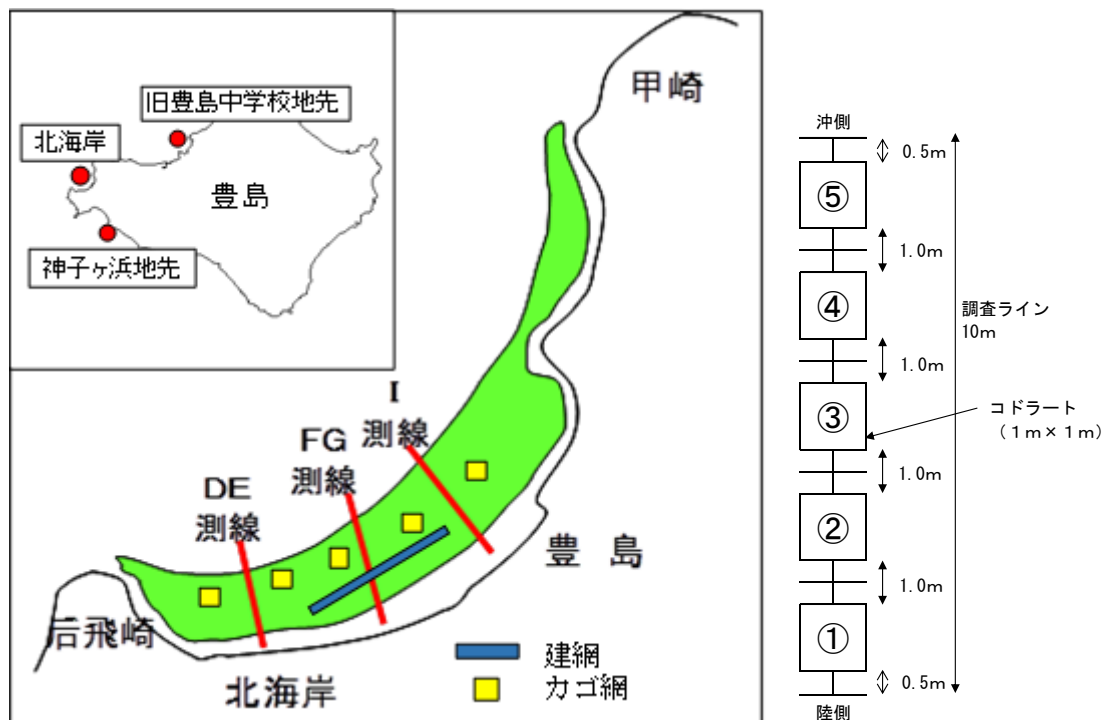 旧豊島中学校地先
北海岸
豊島
神子ヶ浜地先
甲崎
I
測線
FG
測線
DE
測線
豊 島
后飛崎
北海岸
建網
カゴ網
沖側
0.5m
⑤
1.0m
④
調査ライン
10m
1.0m
③
コドラート
（１m×１m）
1.0m
②
1.0m
①
0.5m
陸側